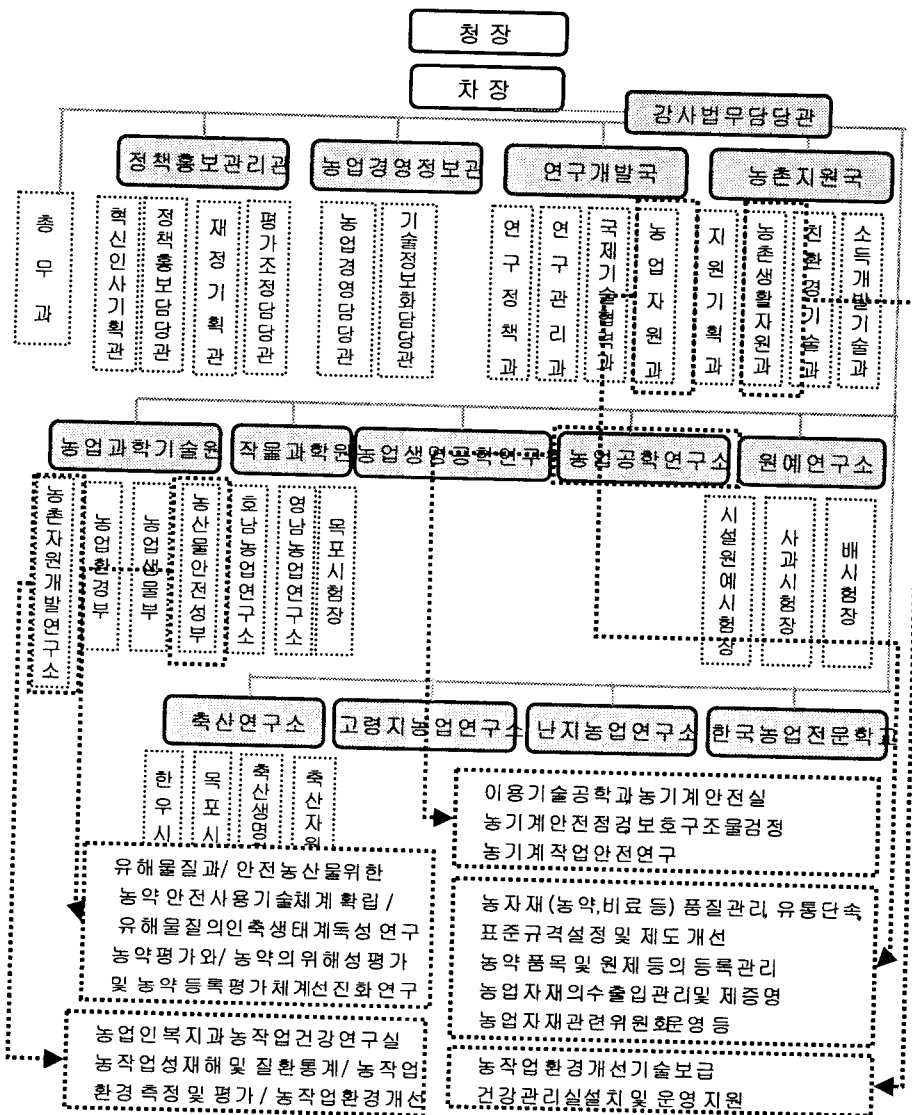 청 장
차 장
감사법무담당관
정책홍보관리관
농업경영정보관
연구개발국
농촌지원국
총무과
혁신인사기획관
정책홍보담당관
재정기획관
평가조정담당관
농업경영담당관
기술정보화담당관
연구정책과
연구관리과
국제기술협력과
농업자원과
지원기획과
농촌생활자원과
친환경기술과
소득개발기술과
농업과학기술원
작물과학원
농업생명공학연구
농업공학연구소
원예연구소
농촌자원개발연구소
농업환경부
농업생물부
농산물안전성부
호남농업연구소
영남농업연구소
목포시험장
시설원예시험장
사과시험장
배시험장
축산연구소
고령지농업연구소
난지농업연구소
한국농업전문학교
한우시
목포시
축산생명
축산자원
이용기술공학과농기계안전실
농기계안전점검,보호구조물검정
농기계작업안전연구
유해물질과/ 안전농산물위한
농약 안전사용기술체계 확립 /
유해물질의인축생태계독성 연구
농약평가와/ 농약의위해성평가
및 농약 등록평가체계선진화연구
농자재 (농약,비료 등) 품질관리, 유통단속,
표준규격설정 및 제도개선
농약 품목 및 원제 등의 등록관리
농업자재의수출입관리및 제증명
농업자재관련위원회운영 등
농업인복지과농작업건강연구실
농작업성재해 및 질환통계/ 농작업
환경 측정 및 평가 / 농작업환경개선
농작업환경개선기술보급
건강관리실설치 및 운영 지원